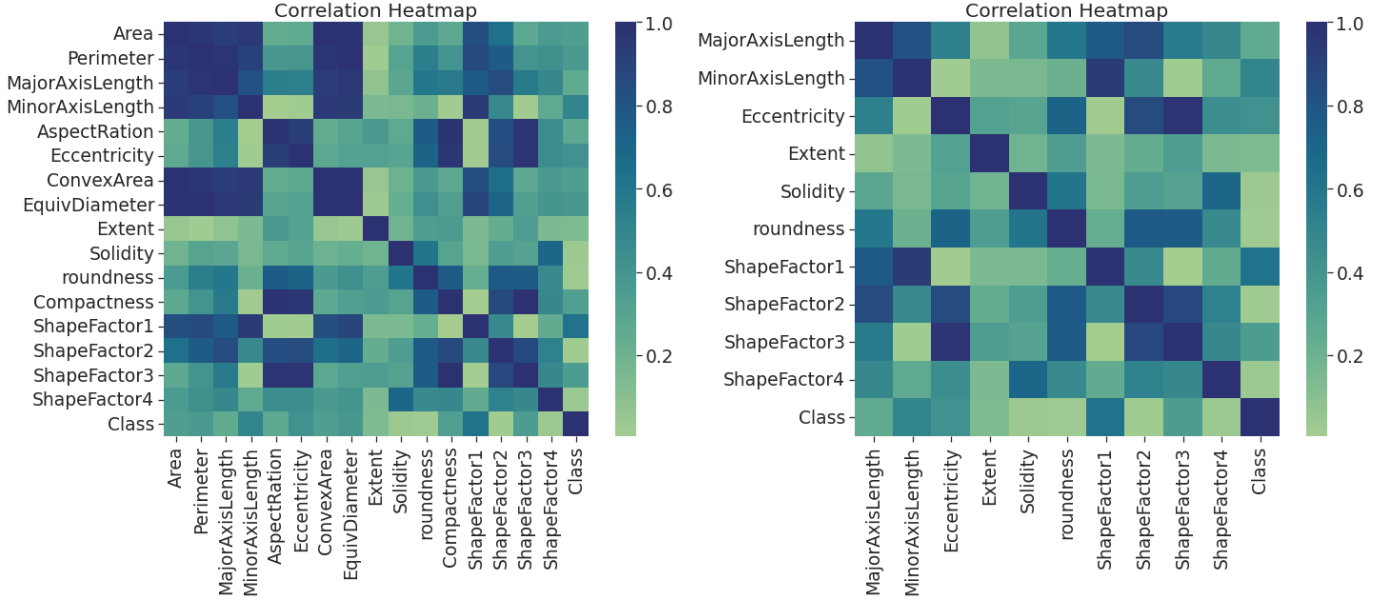 Correlation Heatmap
Area
Perimeter
MajorAxisLength
MinorAxisLength
AspectRation
Eccentricity
ConvexArea
EquivDiameter
Extent
Solidity
roundness
Compactness
ShapeFactor1
ShapeFactor2
ShapeFactor3
ShapeFactor4
Class
Area
Perimeter
MajorAxisLength
MinorAxisLength
AspectRation
Eccentricity
ConvexArea
EquivDiameter
Extent
Solidity
roundness
Compactness
ShapeFactor1
ShapeFactor2
ShapeFactor3
ShapeFactor4
Class
1.0
0.8
0.6
0.4
0.2
Correlation Heatmap
MajorAxisLength
MinorAxisLength
Eccentricity
Extent
Solidity
roundness
ShapeFactor1
ShapeFactor2
ShapeFactor3
ShapeFactor4
Class
MajorAxisLength
MinorAxisLength
Eccentricity
Extent
Solidity
roundness
ShapeFactor1
ShapeFactor2
ShapeFactor3
ShapeFactor4
Class
1.0
0.8
0.6
0.4
0.2